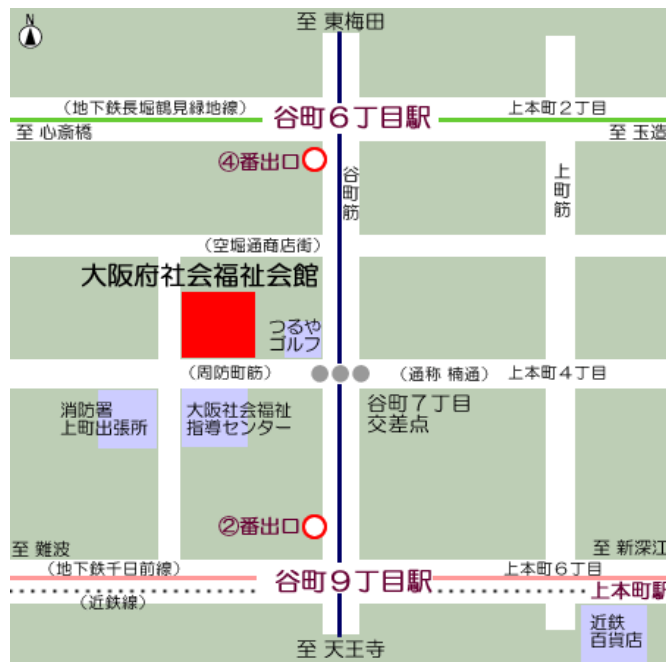 N
至 東梅田
（地下鉄長堀鶴見緑地線）
谷町６丁目駅
上本町２丁目
至 心斎橋
至 玉造
④番出口
谷町筋
上町筋
（空堀通商店街）
大阪府社会福祉会館
つるや
ゴルフ
（周防町筋）
（通称 楠通）
上本町４丁目
消防署
上町出張所
大阪社会福祉
指導センター
谷町７丁目
交差点
②番出口
至 難波
至 新深江
（地下鉄千日前線）
谷町９丁目駅
上本町６丁目
（近鉄線）
上本町駅
近鉄
百貨店
至 天王寺